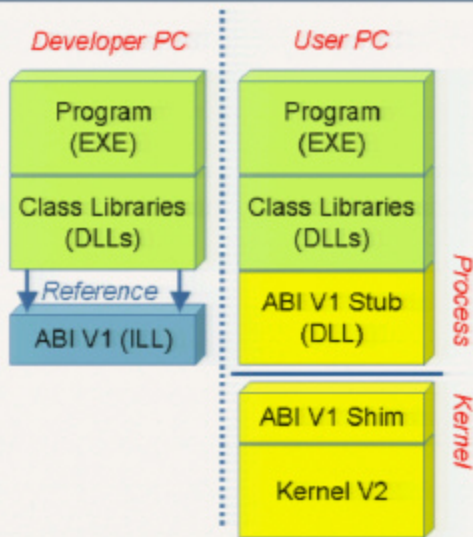 Developer PC
User PC
Program
(EXE)
Class Libraries
(DLLs)
Reference
ABI V1 (ILL)
Program
(EXE)
Class Libraries
(DLLs)
ABI V1 Stub
(DLL)
Process
ABI V1 Shim
Kernel V2
Kernel